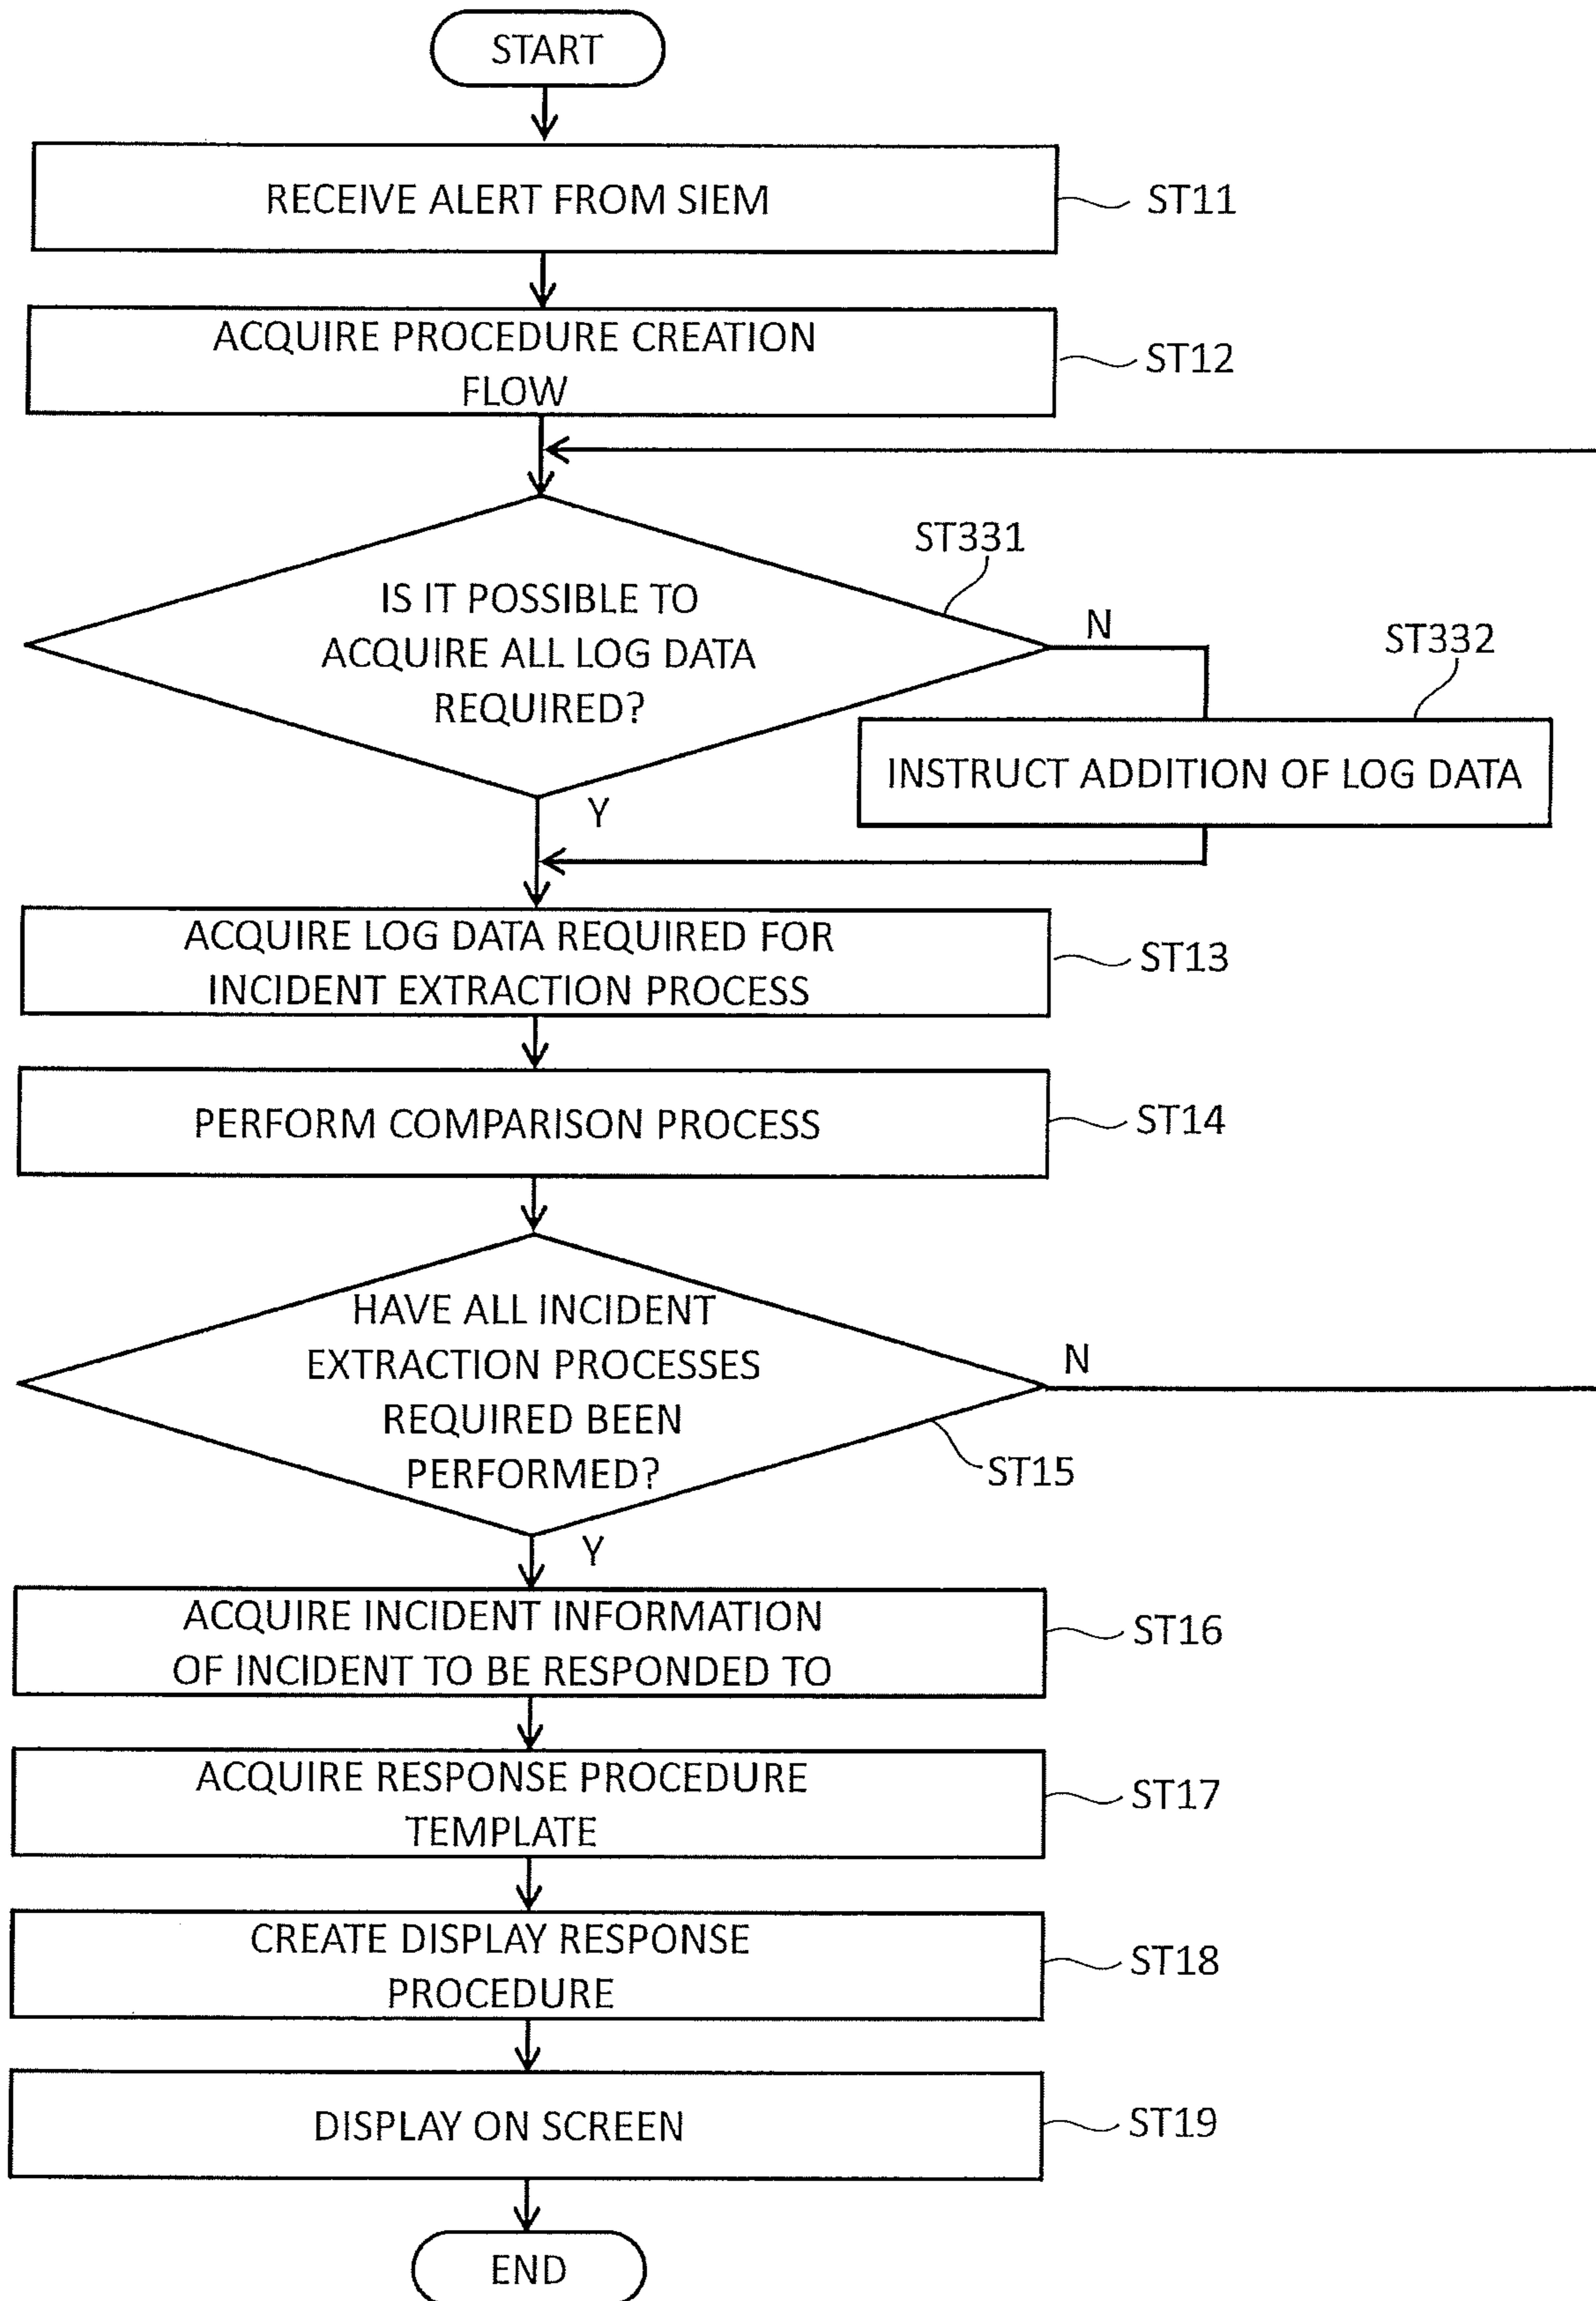 START
RECEIVE ALERT FROM SIEM
ST11
ACQUIRE PROCEDURE CREATION
FLOW
ST12
ST331
IS IT POSSIBLE TO
ACQUIRE ALL LOG DATA
REQUIRED?
N
ST332
INSTRUCT ADDITION OF LOG DATA
Y
ACQUIRE LOG DATA REQUIRED FOR
INCIDENT EXTRACTION PROCESS
ST13
PERFORM COMPARISON PROCESS
ST14
HAVE ALL INCIDENT
EXTRACTION PROCESSES
REQUIRED BEEN
PERFORMED?
N
ST15
Y
ACQUIRE INCIDENT INFORMATION
OF INCIDENT TO BE RESPONDED TO
ST16
ACQUIRE RESPONSE PROCEDURE
TEMPLATE
ST17
CREATE DISPLAY RESPONSE
PROCEDURE
ST18
DISPLAY ON SCREEN
ST19
END